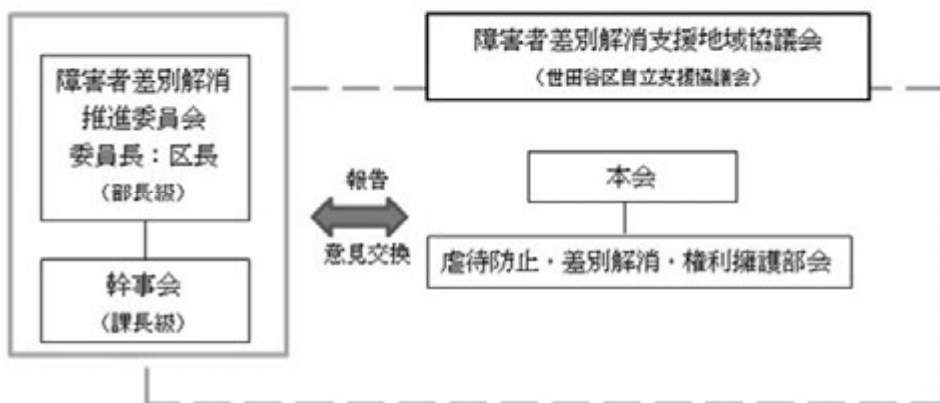 障害者差別解消
推進委員会
委員長：区長
（部長級）
幹事会
（課長級）
報告
意見交換
障害者差別解消支援地域協議会
（世田谷区自立支援協議会）
本会
虐待防止・差別解消・権利擁護部会